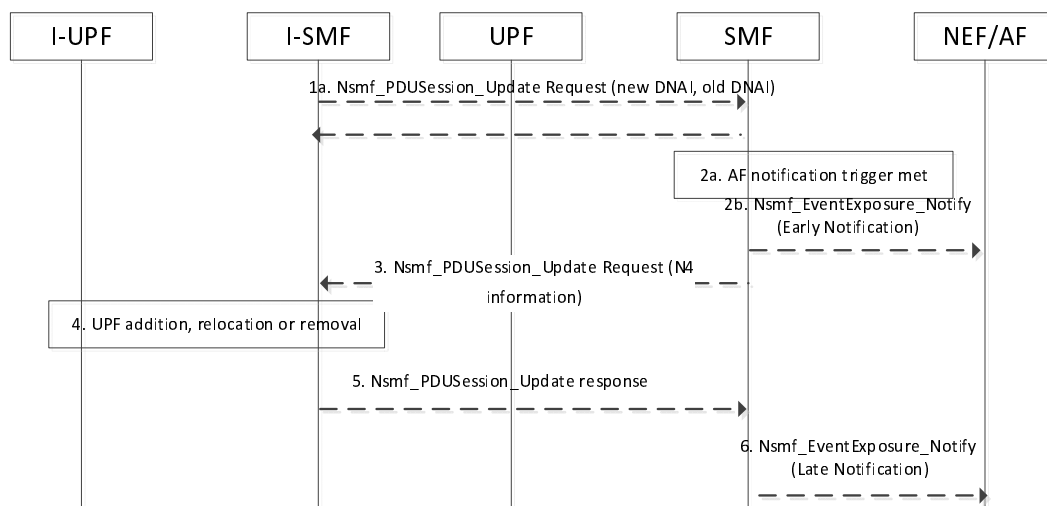 I-UPF
I-SMF
UPF
SMF
NEF/AF
1a. Nsmf_PDUSession_Update Request (new DNAI, old DNAI)
2a. AF notification trigger met
2b. Nsmf_EventExposure_Notify
(Early Notification)
3. Nsmf_PDUSession_Update Request (N4
information)
4. UPF addition, relocation or removal
5. Nsmf_PDUSession_Update response
6. Nsmf_EventExposure_Notify
(Late Notification)